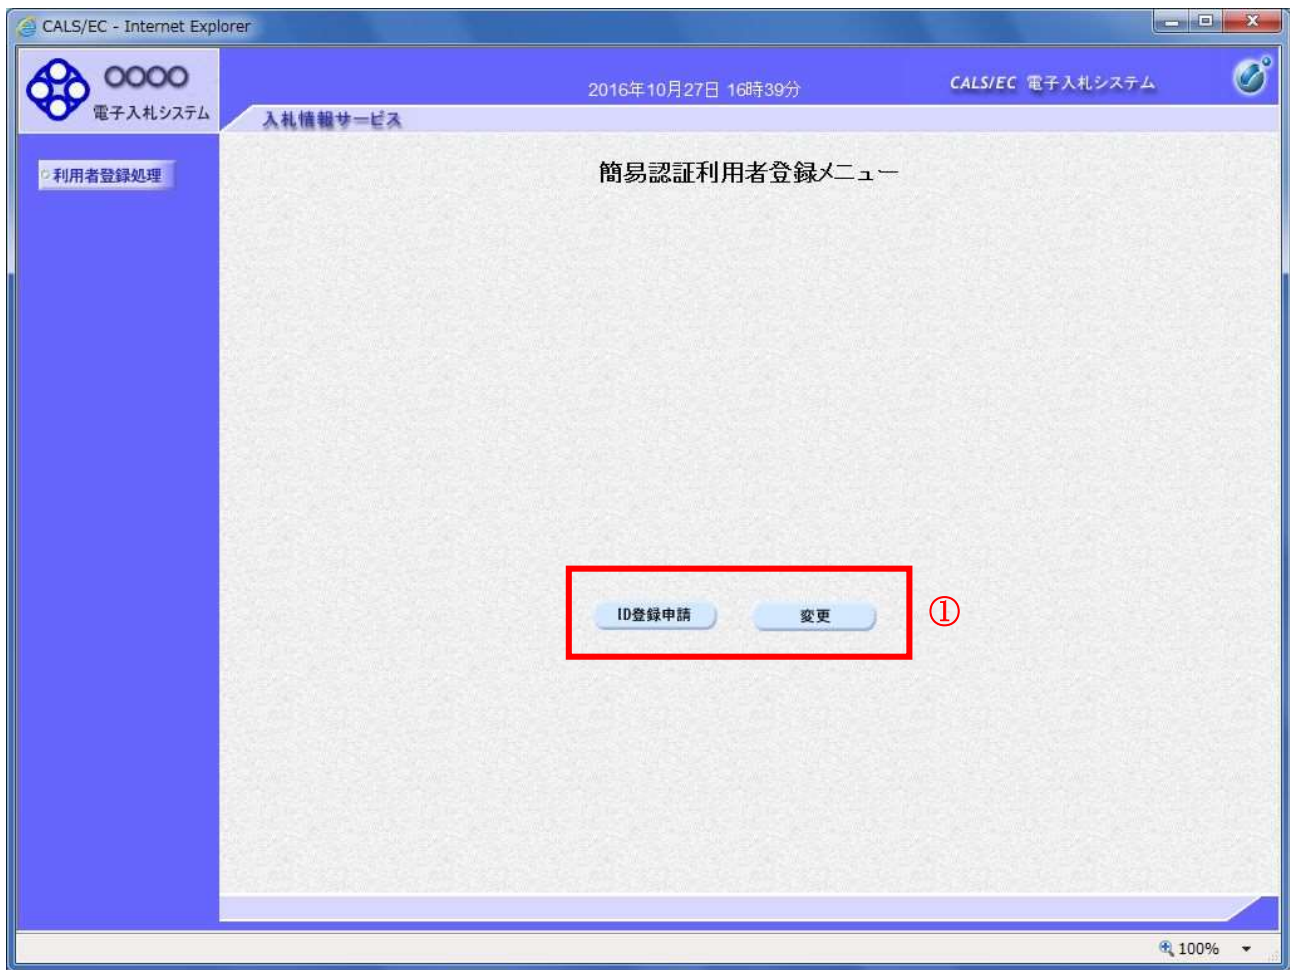 CALS/EC - Internet Explorer
○○○○
電子入札システム
2016年10月27日 16時39分
CALS/EC 電子入札システム
入札情報サービス
利用者登録処理
簡易認証利用者登録メニュー
ID登録申請
変更
①
100%